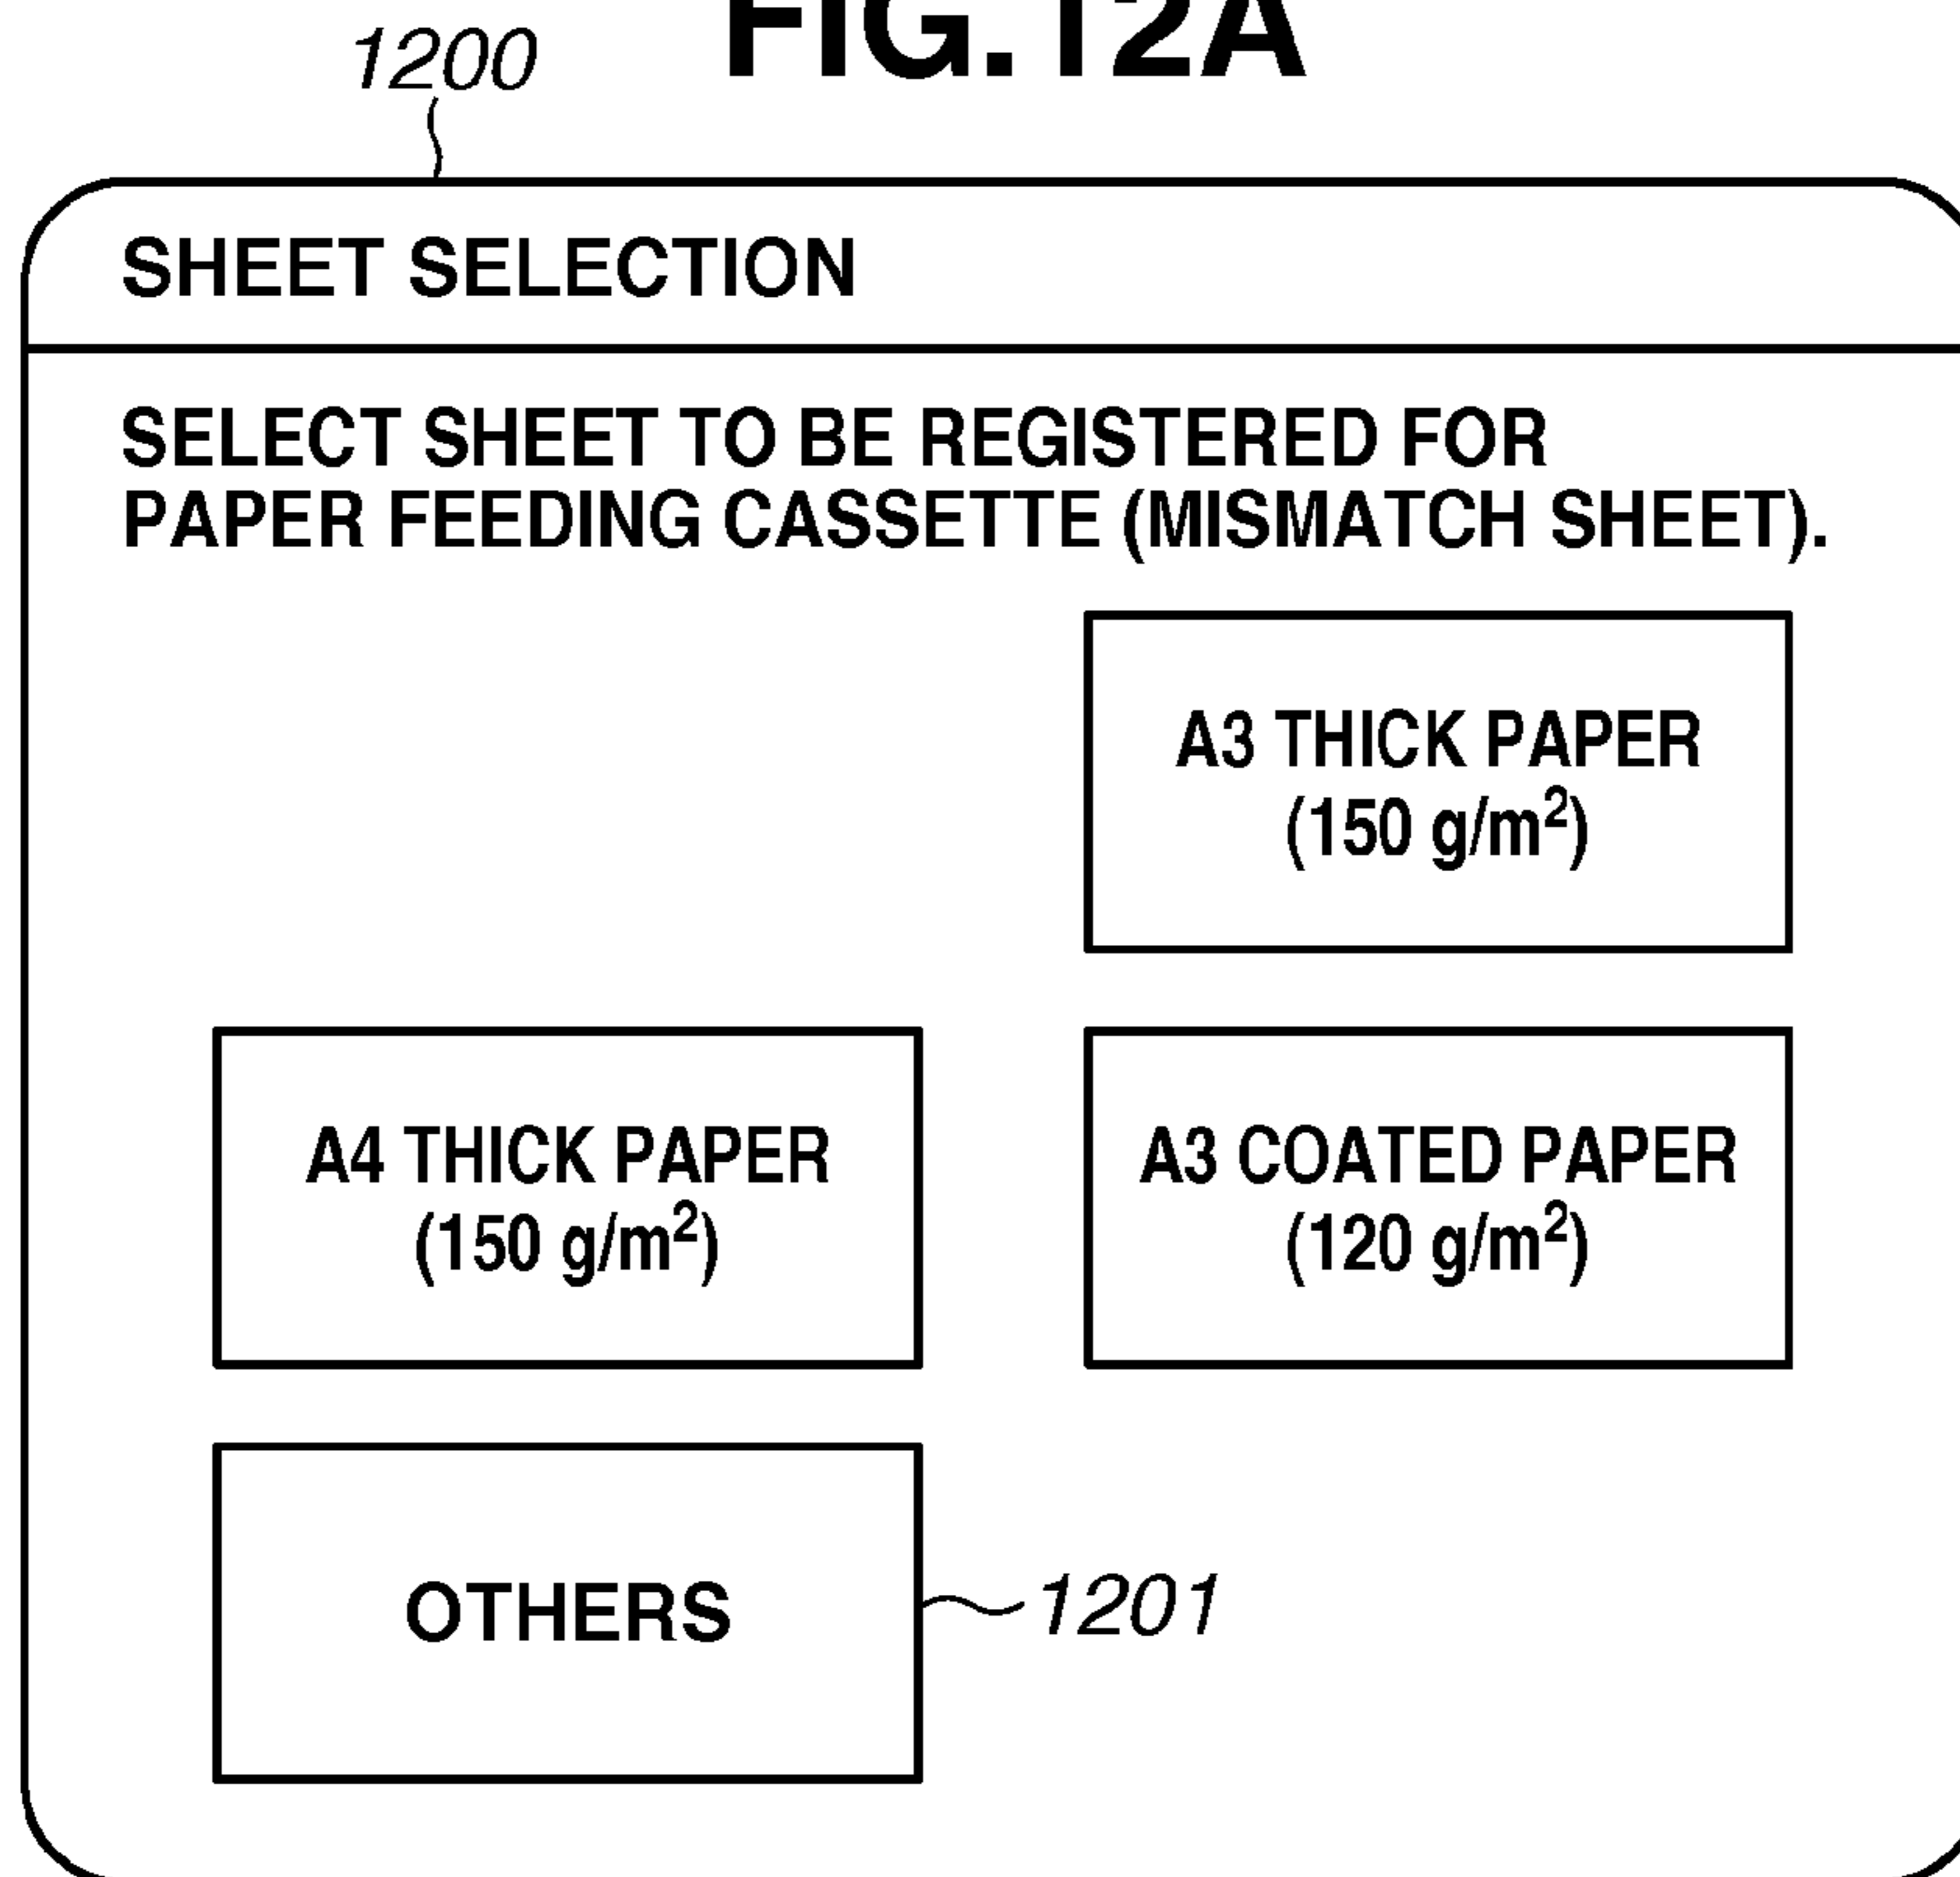 FIG.12A
1200
SHEET SELECTION
SELECT SHEET TO BE REGISTERED FOR
PAPER FEEDING CASSETTE (MISMATCH SHEET).
A3 THICK PAPER
(150 g/m²)
A4 THICK PAPER
(150 g/m²)
A3 COATED PAPER
(120 g/m²)
OTHERS
1201